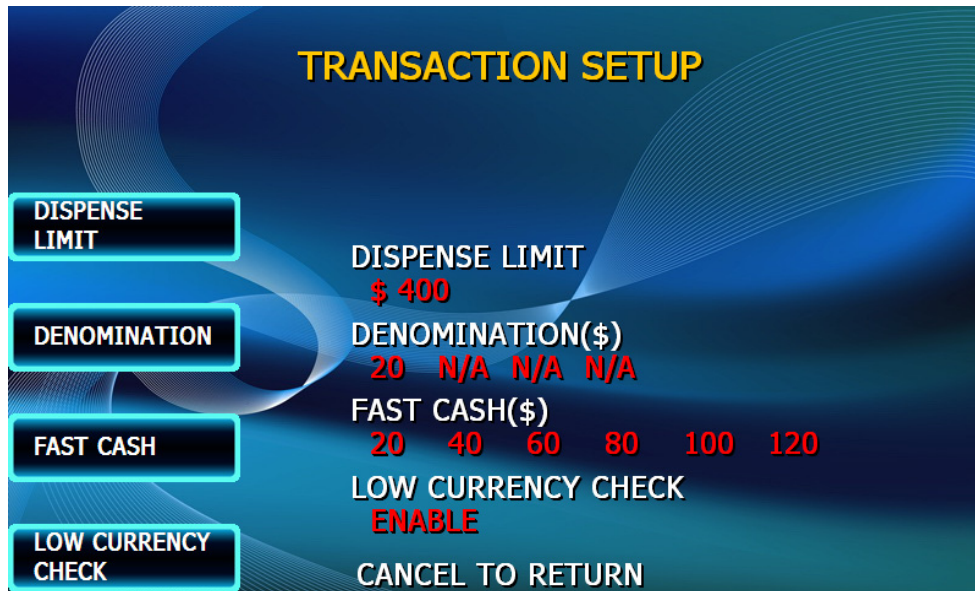 TRANSACTION SETUP
DISPENSE
LIMIT
DENOMINATION
FAST CASH
LOW CURRENCY
CHECK
DISPENSE LIMIT
$ 400
DENOMINATION($)
20 N/A N/A N/A
FAST CASH($)
20 40 60 80 100 120
LOW CURRENCY CHECK
ENABLE
CANCEL TO RETURN